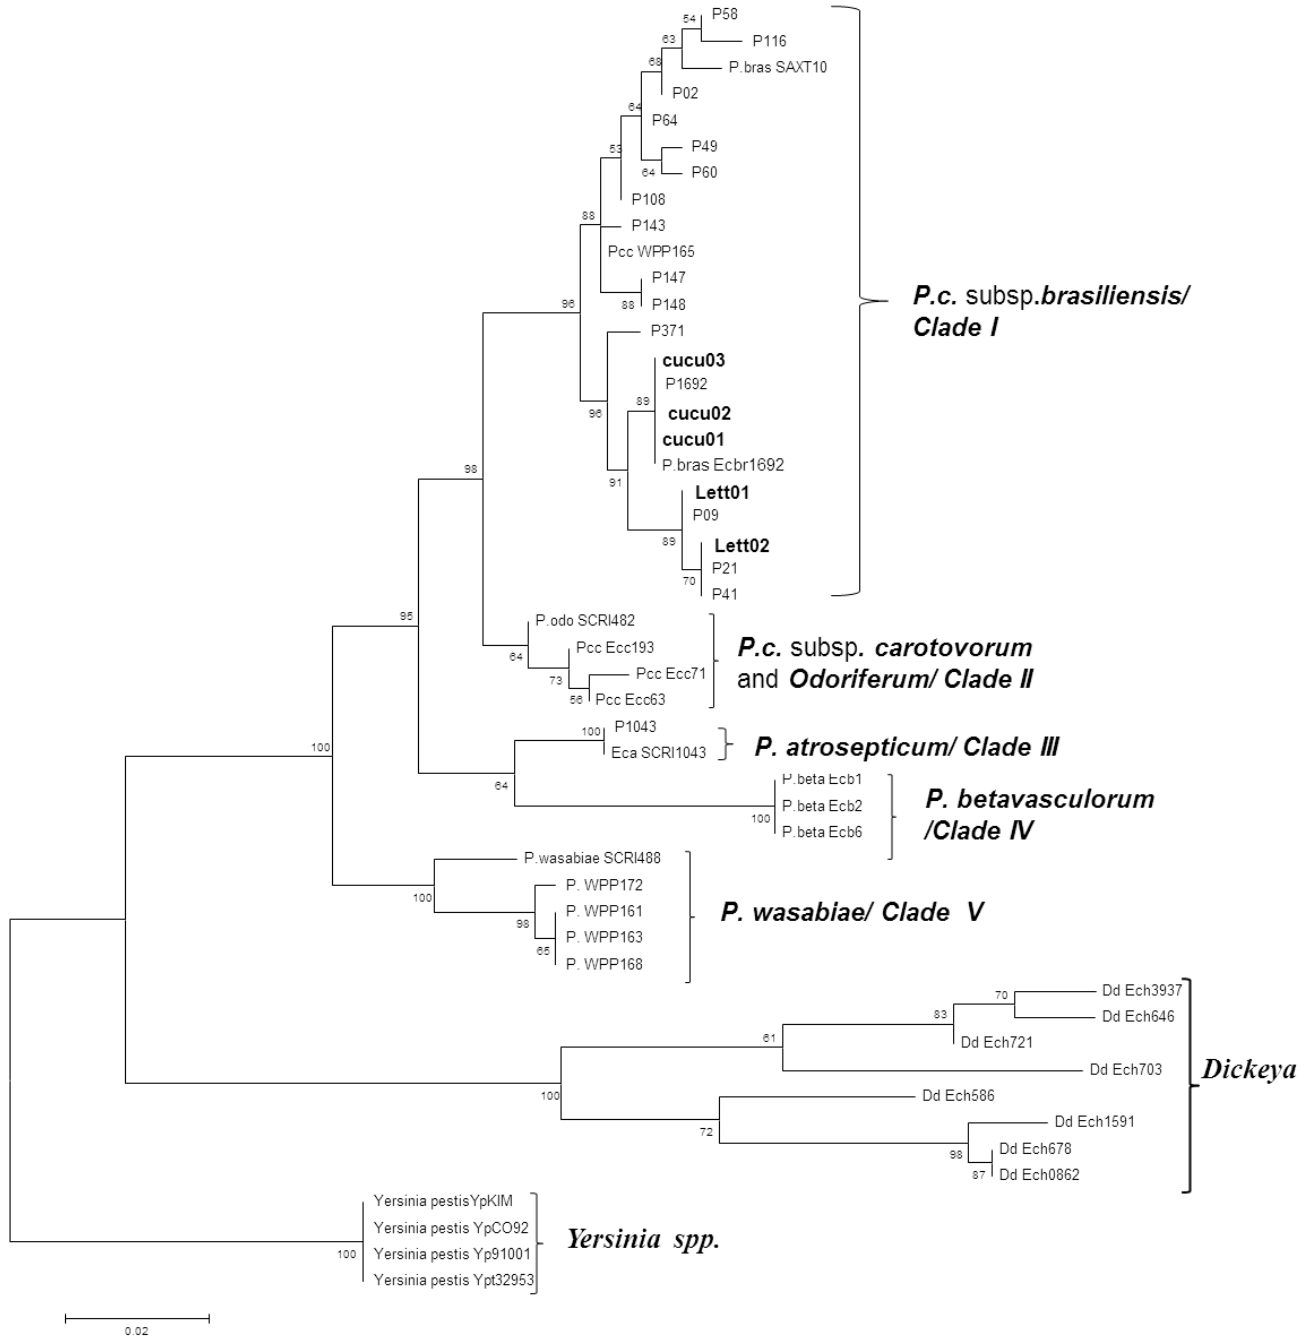 54
P58
63
P116
68
P.bras SAXT10
P02
64
P64
53
P49
64
P60
P108
88
P143
Pcc WPP165
P147
88
P148
96
P371
cucu03
P1692
89
96
cucu02
cucu01
P.bras Ecbr1692
91
Lett01
P09
89
Lett02
P21
70
P41
P.c. subsp.brasiliensis/
Clade I
98
95
P.odo SCRI482
64
Pcc Ecc193
73
Pcc Ecc71
56
Pcc Ecc63
P.c. subsp. carotovorum
and Odoriferum/ Clade II
100
P1043
Eca SCRI1043
P. atrosepticum/ Clade III
64
P.beta Ecb1
P.beta Ecb2
100
P.beta Ecb6
P. betavasculorum
/Clade IV
100
P.wasabiae SCRI488
100
P. WPP172
P. WPP161
98
P. WPP163
65
P. WPP168
P. wasabiae/ Clade V
70
Dd Ech3937
Dd Ech646
83
Dd Ech721
61
Dd Ech703
100
Dd Ech586
72
Dd Ech1591
98
Dd Ech678
87
Dd Ech0862
Dickeya
Yersinia pestisYpKIM
Yersinia pestis YpCO92
100
Yersinia pestis Yp91001
Yersinia pestis Ypt32953
Yersinia spp.
0.02